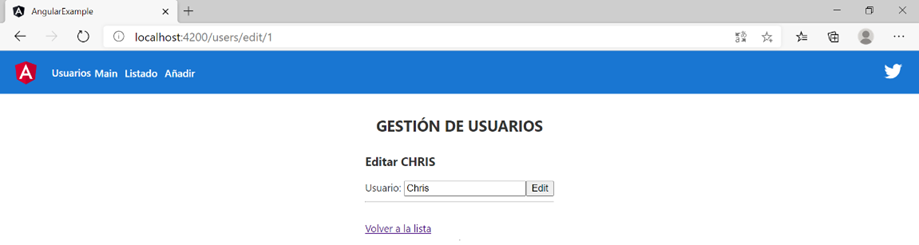 AngularExample
localhost:4200/users/edit/1
A Usuarios Main Listado Añadir
GESTIÓN DE USUARIOS
Editar CHRIS
Usuario: Chris Edit
Volver a la lista